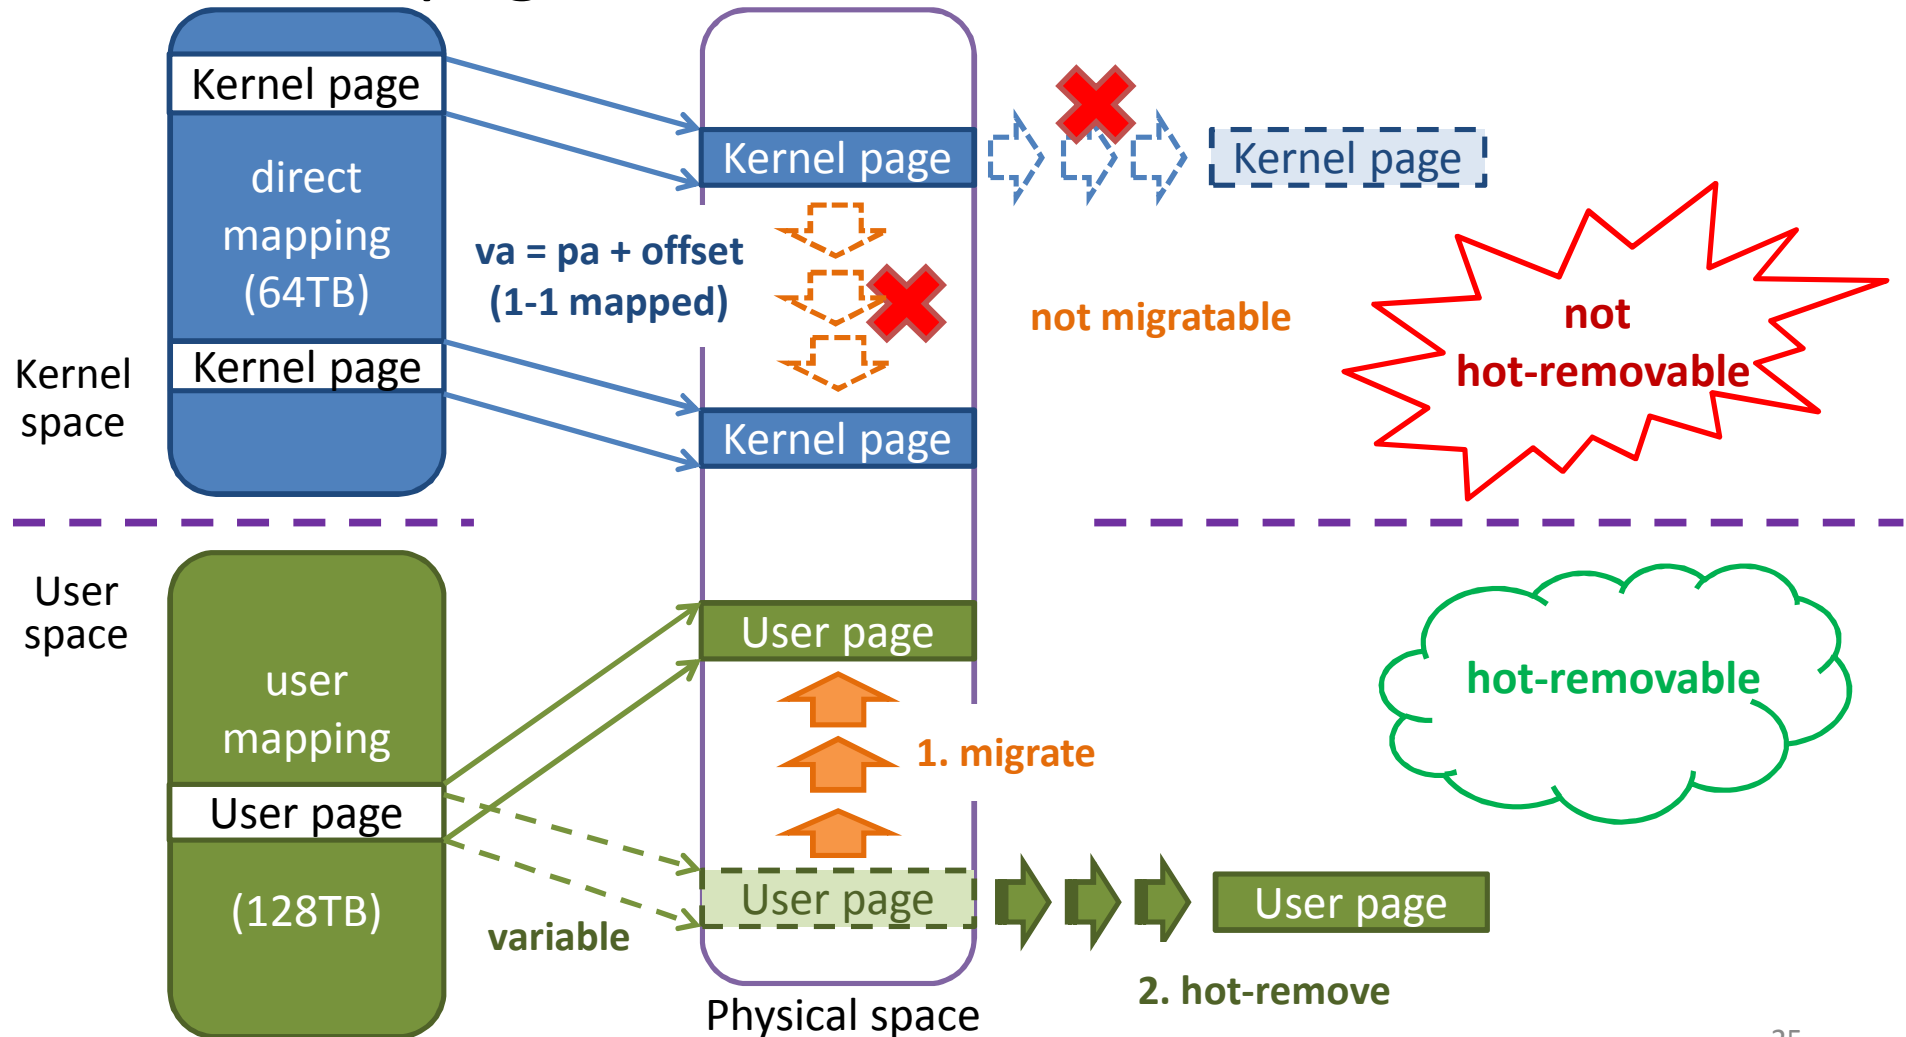 Kernel page
direct
mapping
(64TB)
Kernel page
Kernel
space
va = pa + offset
(1-1 mapped)
Kernel page
Kernel page
Kernel page
not migratable
not
hot-removable
User
space
user
mapping
User page
(128TB)
variable
User page
1. migrate
User page
User page
2. hot-remove
hot-removable
Physical space